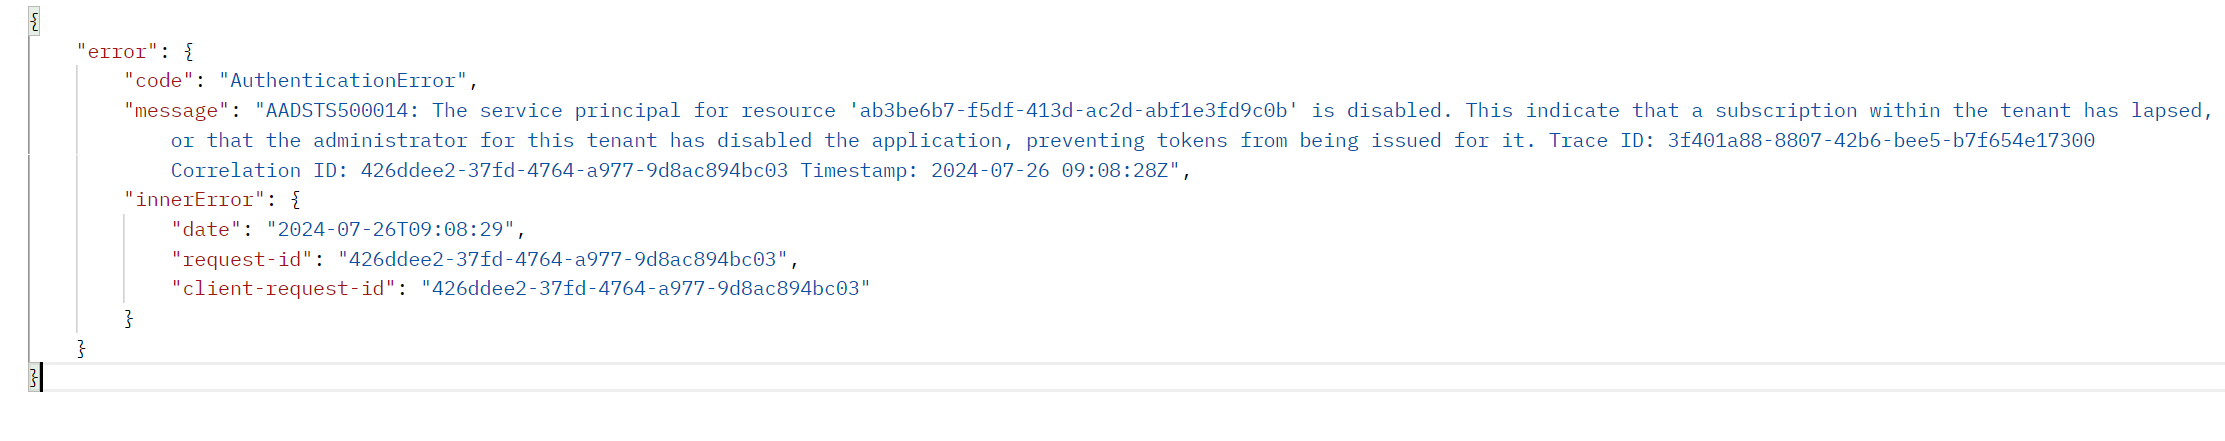 {
"error": {
"code": "AuthenticationError",
"message": "AADSTS500014: The service principal for resource 'ab3be6b7-f5df-413d-ac2d-abf1e3fd9c0b' is disabled. This indicate that a subscription within the tenant has lapsed,
or that the administrator for this tenant has disabled the application, preventing tokens from being issued for it. Trace ID: 3f401a88-8807-42b6-bee5-b7f654e17300
Correlation ID: 426ddee2-37fd-4764-a977-9d8ac894bc03 Timestamp: 2024-07-26 09:08:28Z",
"innerError": {
"date": "2024-07-26T09:08:29",
"request-id": "426ddee2-37fd-4764-a977-9d8ac894bc03",
"client-request-id": "426ddee2-37fd-4764-a977-9d8ac894bc03"
}
}
}